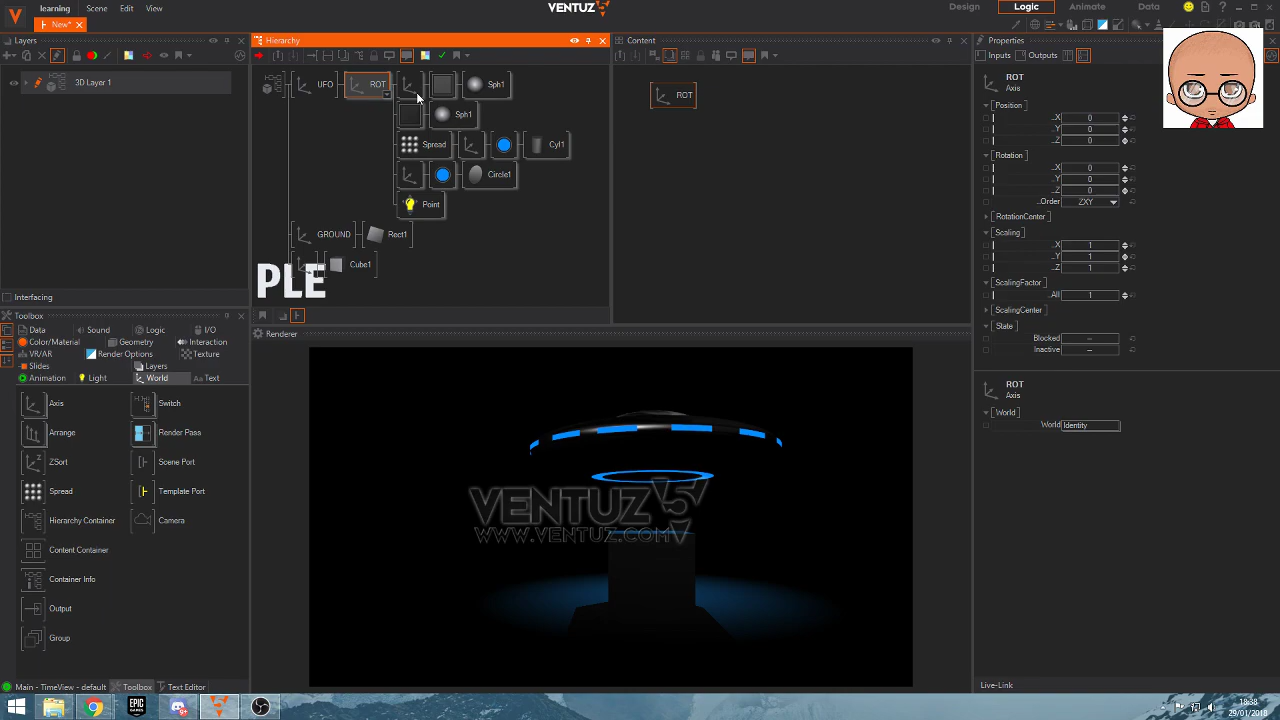 Scene Edit View
VENTUZ
Design Logic Animate Data
learning
New*
Layers
Hierarchy
Content
Properties
Inputs Outputs
3D Layer 1
UFO ROT Sph1
Sph1
Spread Cyl1
Circle1
Point
GROUND Rect1
Cube1
PLE
ROT
ROT
Axis
Position
..X 0
..Y 0
..Z 0
Rotation
..X 0
..Y 0
..Z 0
..Order ZXY
RotationCenter
Scaling
..X 1
..Y 1
..Z 1
ScalingFactor
..All 1
ScalingCenter
State
Blocked --
Inactive --
ROT
Axis
World
World Identity
Live-Link
Interfacing
Toolbox
Data Sound Logic I/O
Color/Material Geometry Interaction
VR/AR Render Options Texture
Slides Layers
Animation Light World Text
Axis Switch
Arrange Render Pass
ZSort Scene Port
Spread Template Port
Hierarchy Container Camera
Content Container
Container Info
Output
Group
Renderer
VENTUZ V5
WWW.VENTUZ.COM
Main - TimeView - default Toolbox Text Editor
EPIC GAMES
18:38
29/01/2018